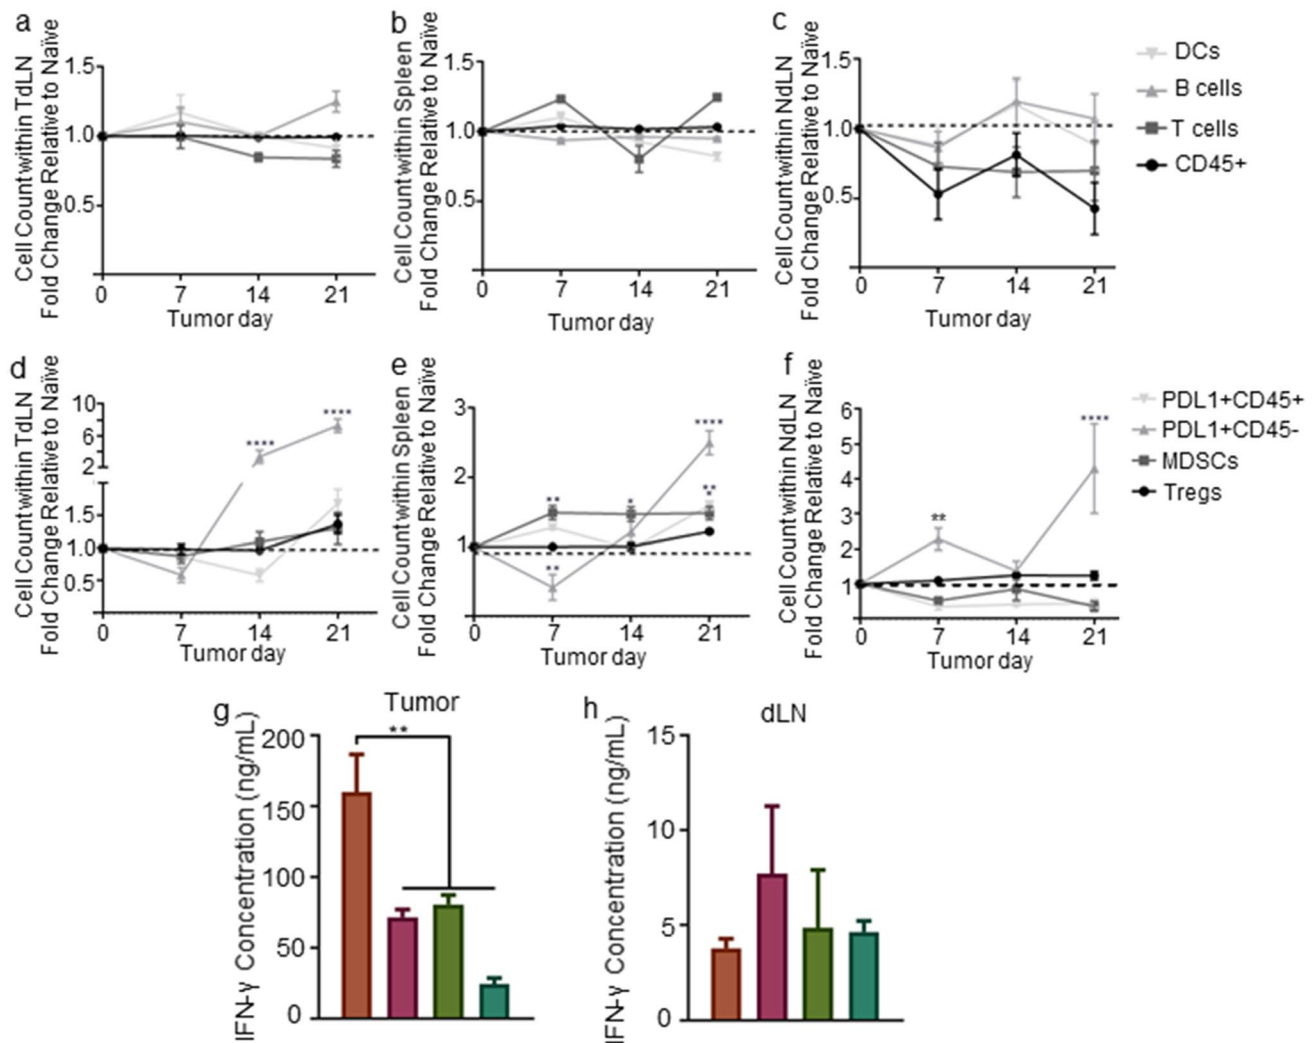 a
Cell Count within TdLN
Fold Change Relative to Naïve
1.5
1.0
0.5
0 7 14 21
Tumor day
b
Cell Count within Spleen
Fold Change Relative to Naïve
1.5
1.0
0.5
0 7 14 21
Tumor day
c
Cell Count within NdLN
Fold Change Relative to Naïve
1.5
1.0
0.5
0 7 14 21
Tumor day
DCs
B cells
T cells
CD45+
d
Cell Count within TdLN
Fold Change Relative to Naïve
10
6
2
1.5
1.0
0.5
**** ****
0 7 14 21
Tumor day
e
Cell Count within Spleen
Fold Change Relative to Naïve
3
2
1
****
** * **
*
**
0 7 14 21
Tumor day
f
Cell Count within NdLN
Fold Change Relative to Naïve
6
5
4
3
2
1
****
**
0 7 14 21
Tumor day
PDL1+CD45+
PDL1+CD45-
MDSCs
Tregs
g
Tumor
IFN-γ Concentration (ng/mL)
200
150
100
50
0
**
h
dLN
IFN-γ Concentration (ng/mL)
15
10
5
0